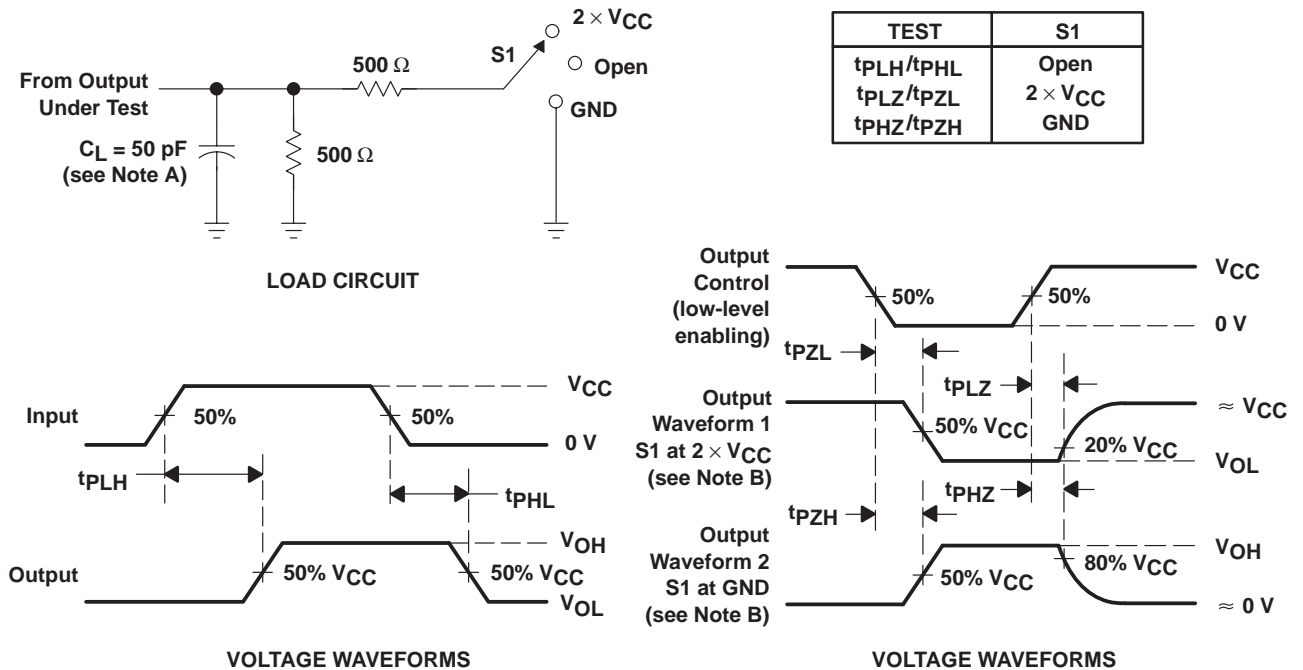 2 × VCC
S1
500 Ω
Open
From Output
Under Test
GND
CL = 50 pF
(see Note A)
500 Ω
LOAD CIRCUIT
TEST S1
tPLH/tPHL Open
tPLZ/tPZL 2 × VCC
tPHZ/tPZH GND
Input
50%
50%
VCC
0 V
tPLH
tPHL
Output
50% VCC
50% VCC
VOH
VOL
VOLTAGE WAVEFORMS
Output
Control
(low-level
enabling)
50%
50%
VCC
0 V
tPZL
tPLZ
Output
Waveform 1
S1 at 2 × VCC
(see Note B)
50% VCC
20% VCC
≈ VCC
VOL
tPZH
tPHZ
Output
Waveform 2
S1 at GND
(see Note B)
50% VCC
80% VCC
VOH
≈ 0 V
VOLTAGE WAVEFORMS